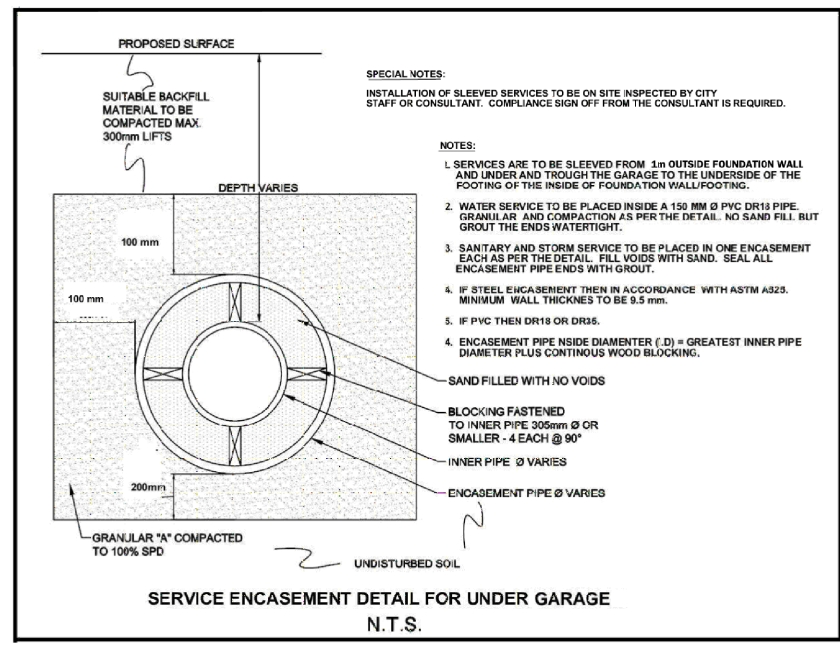 PROPOSED SURFACE
SUITABLE BACKFILL
MATERIAL TO BE
COMPACTED MAX.
300mm LIFTS
SPECIAL NOTES:
INSTALLATION OF SLEEVED SERVICES TO BE ON SITE INSPECTED BY CITY
STAFF OR CONSULTANT. COMPLIANCE SIGN OFF FROM THE CONSULTANT IS REQUIRED.
NOTES:
1. SERVICES ARE TO BE SLEEVED FROM 1m OUTSIDE FOUNDATION WALL
AND UNDER AND TROUGH THE GARAGE TO THE UNDERSIDE OF THE
FOOTING OF THE INSIDE OF FOUNDATION WALL/FOOTING.
2. WATER SERVICE TO BE PLACED INSIDE A 150 MM Ø PVC DR18 PIPE.
GRANULAR AND COMPACTION AS PER THE DETAIL. NO SAND FILL BUT
GROUT THE ENDS WATERTIGHT.
3. SANITARY AND STORM SERVICE TO BE PLACED IN ONE ENCASEMENT
EACH AS PER THE DETAIL. FILL VOIDS WITH SAND. SEAL ALL
ENCASEMENT PIPE ENDS WITH GROUT.
4. IF STEEL ENCASEMENT THEN IN ACCORDANCE WITH ASTM
MINIMUM WALL THICKNES TO BE 9.5 mm.
5. IF PVC THEN DR18 OR DR35.
4. ENCASEMENT PIPE NSIDE DIAMENTER (.D) = GREATEST INNER PIPE
DIAMETER PLUS CONTINOUS WOOD BLOCKING.
DEPTH VARIES
100 mm
100 mm
200mm
SAND FILLED WITH NO VOIDS
BLOCKING FASTENED
TO INNER PIPE 305mm Ø OR
SMALLER - 4 EACH @ 90°
INNER PIPE Ø VARIES
ENCASEMENT PIPE Ø VARIES
GRANULAR "A" COMPACTED
TO 100% SPD
UNDISTURBED SOIL
SERVICE ENCASEMENT DETAIL FOR UNDER GARAGE
N.T.S.